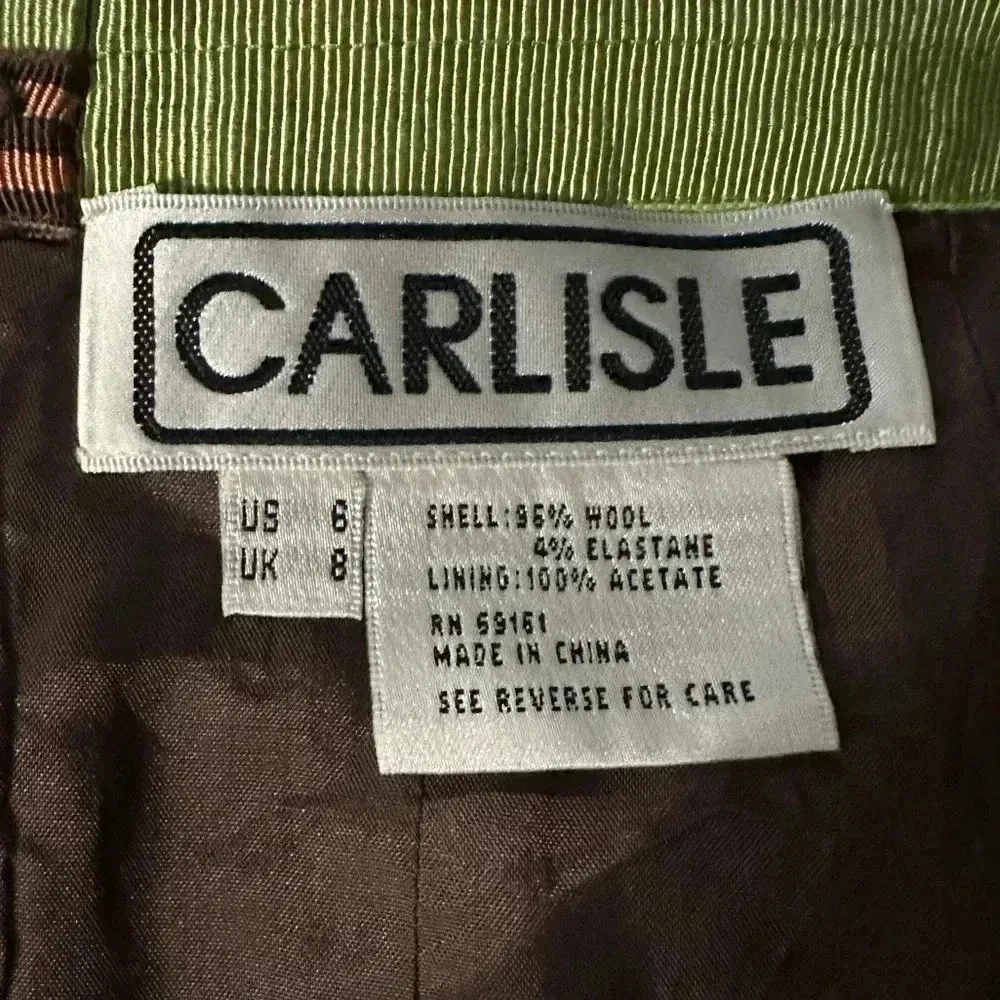 CARLISLE
US 6
UK 8
SHELL:96% WOOL
4% ELASTANE
LINING:100% ACETATE
RN 69161
MADE IN CHINA
SEE REVERSE FOR CARE